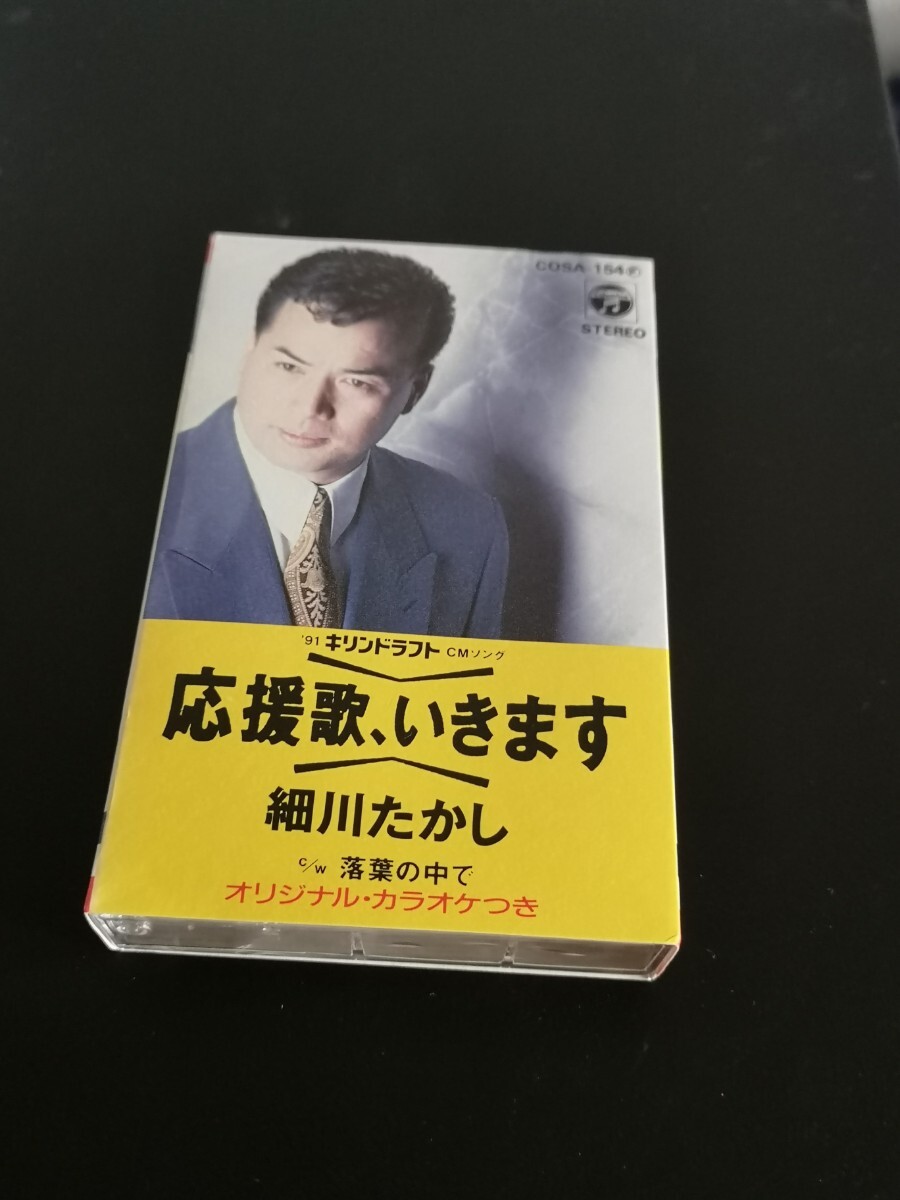 COSA-154
STEREO
'91 キリンドラフト CMソング
応援歌、いきます
細川たかし
c/w 落葉の中で
オリジナル・カラオケつき